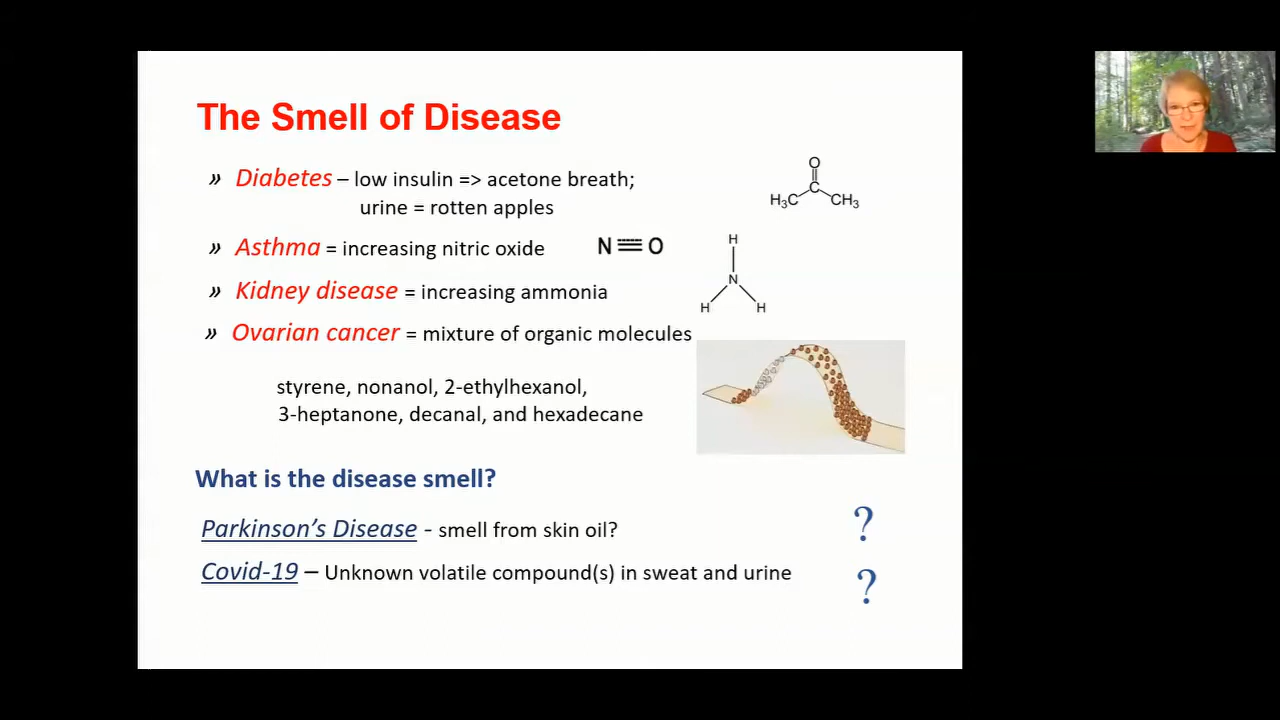 The Smell of Disease
» Diabetes – low insulin => acetone breath;
urine = rotten apples
O
H₃C C CH₃
» Asthma = increasing nitric oxide N O
H
N
H H
» Kidney disease = increasing ammonia
» Ovarian cancer = mixture of organic molecules
styrene, nonanol, 2-ethylhexanol,
3-heptanone, decanal, and hexadecane
What is the disease smell?
Parkinson’s Disease - smell from skin oil? ?
Covid-19 – Unknown volatile compound(s) in sweat and urine ?